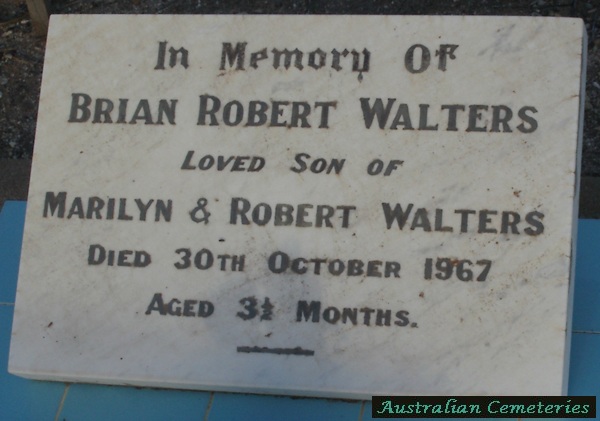 In Memory Of
BRIAN ROBERT WALTERS
LOVED SON OF
MARILYN & ROBERT WALTERS
DIED 30TH OCTOBER 1967
AGED 3½ MONTHS.
Australian Cemeteries